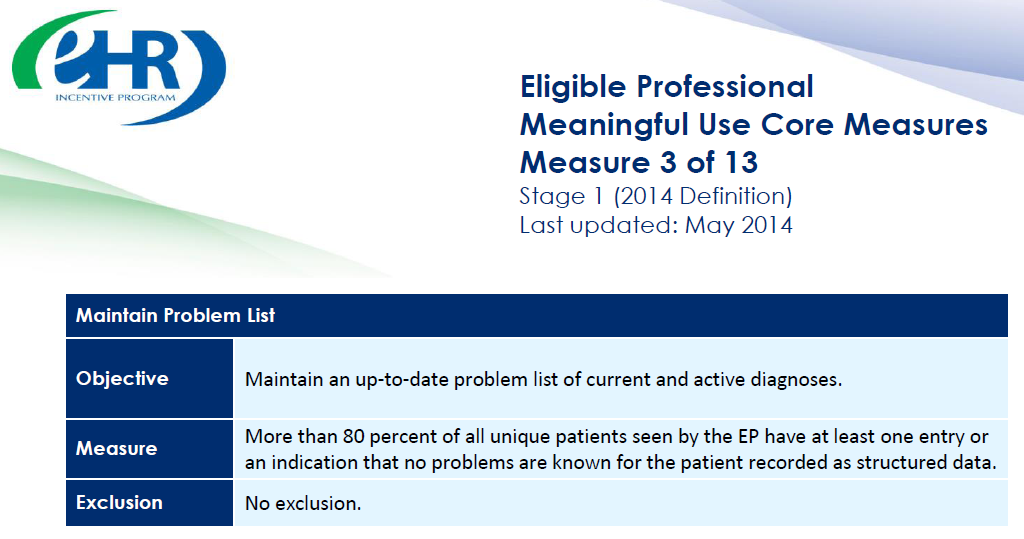 eHR
INCENTIVE PROGRAM
Eligible Professional
Meaningful Use Core Measures
Measure 3 of 13
Stage 1 (2014 Definition)
Last updated: May 2014
Maintain Problem List
Objective
Maintain an up-to-date problem list of current and active diagnoses.
Measure
More than 80 percent of all unique patients seen by the EP have at least one entry or
an indication that no problems are known for the patient recorded as structured data.
Exclusion
No exclusion.